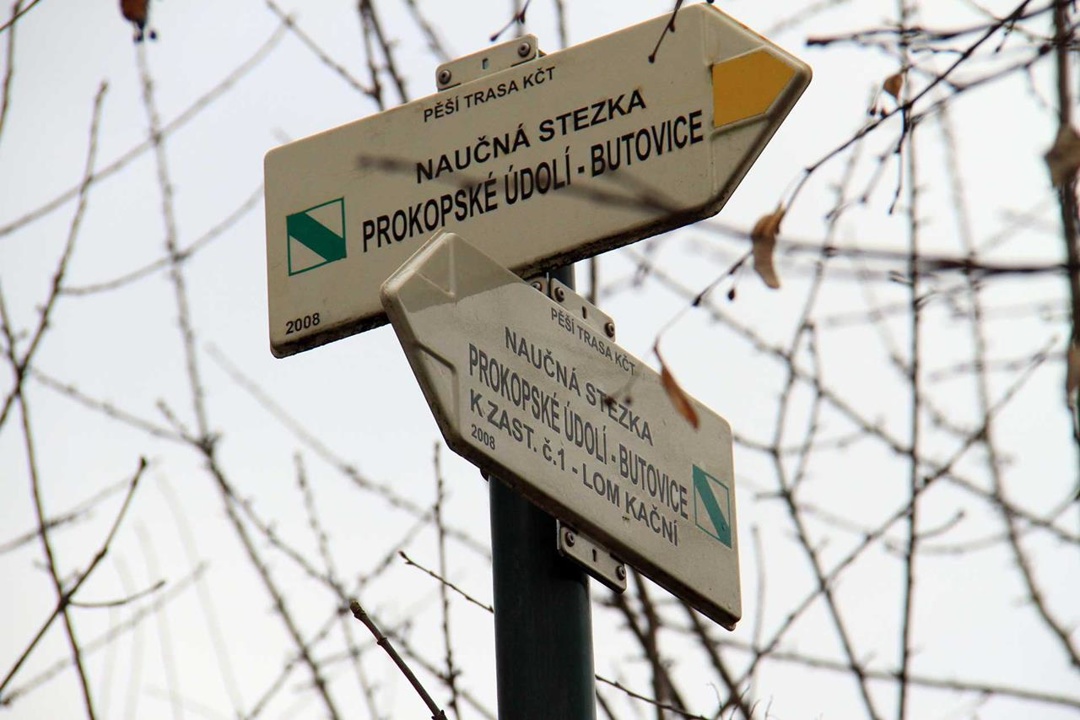 PĚŠÍ TRASA KČT
NAUČNÁ STEZKA
PROKOPSKÉ ÚDOLÍ - BUTOVICE
2008
PĚŠÍ TRASA KČT
NAUČNÁ STEZKA
PROKOPSKÉ ÚDOLÍ - BUTOVICE
K ZAST. Č.1 - LOM KAČNÍ
2008